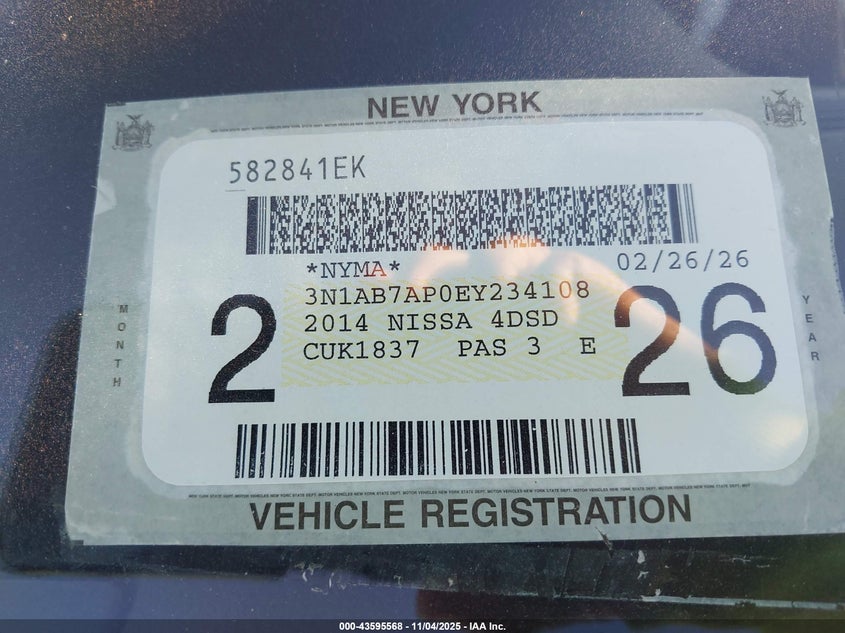 NEW YORK
582841EK
*NYMA* 02/26/26
3N1AB7AP0EY234108
2014 NISSA 4DSD
CUK1837 PAS 3 E
MONTH
2
26
YEAR
VEHICLE REGISTRATION
000-43595568 - 11/04/2025 - IAA Inc.